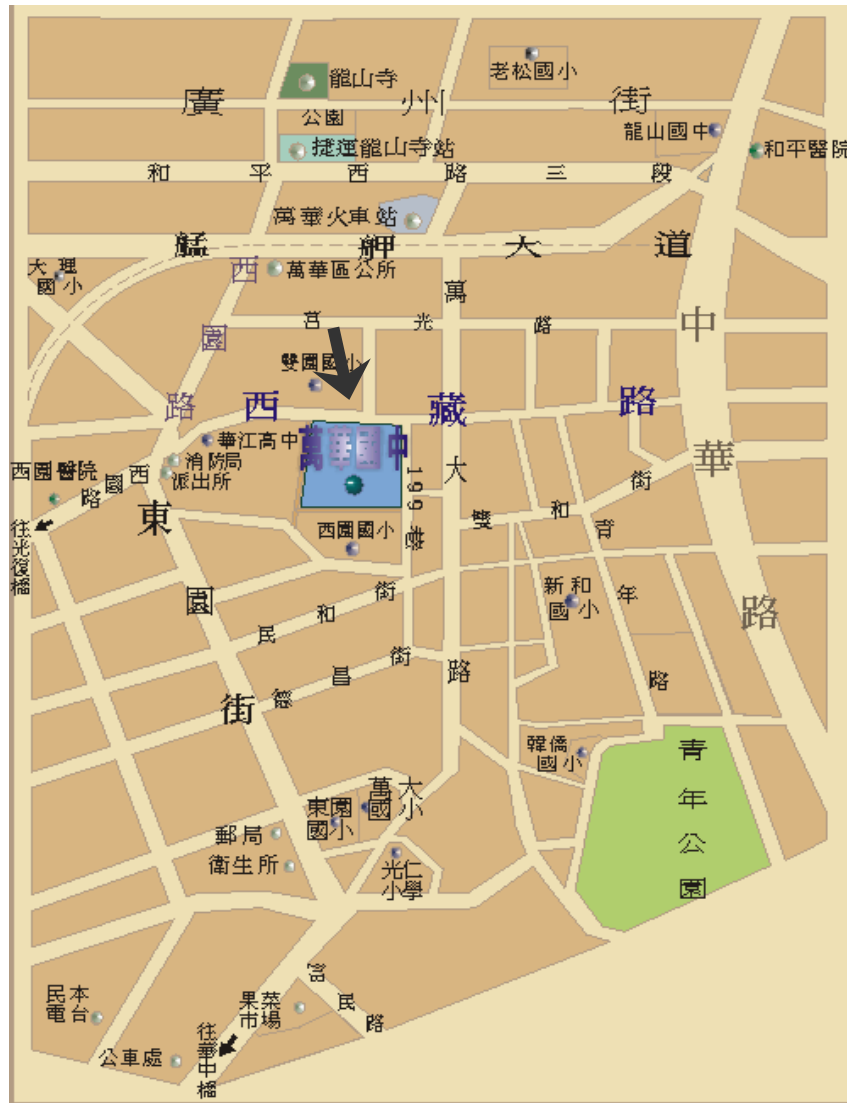 老松國小
龍山寺
廣州街
公園
龍山國中
捷運龍山寺站
和平醫院
和平西路三段
萬華火車站
艋舺大道
大理
國小
萬華區公所
西園路
萬大路
莒光路
中華路
雙園國小
西藏路
萬華國中
華江高中
消防局
派出所
西園醫院
西園路
199巷
東園街
雙和街
西園國小
往光復橋
青年路
新和
國小
民和街
德昌街
韓僑
國小
青年公園
萬大
國小
東園
國小
郵局
衛生所
光仁
小學
富民路
民本
電台
果菜
市場
往華中橋
公車處